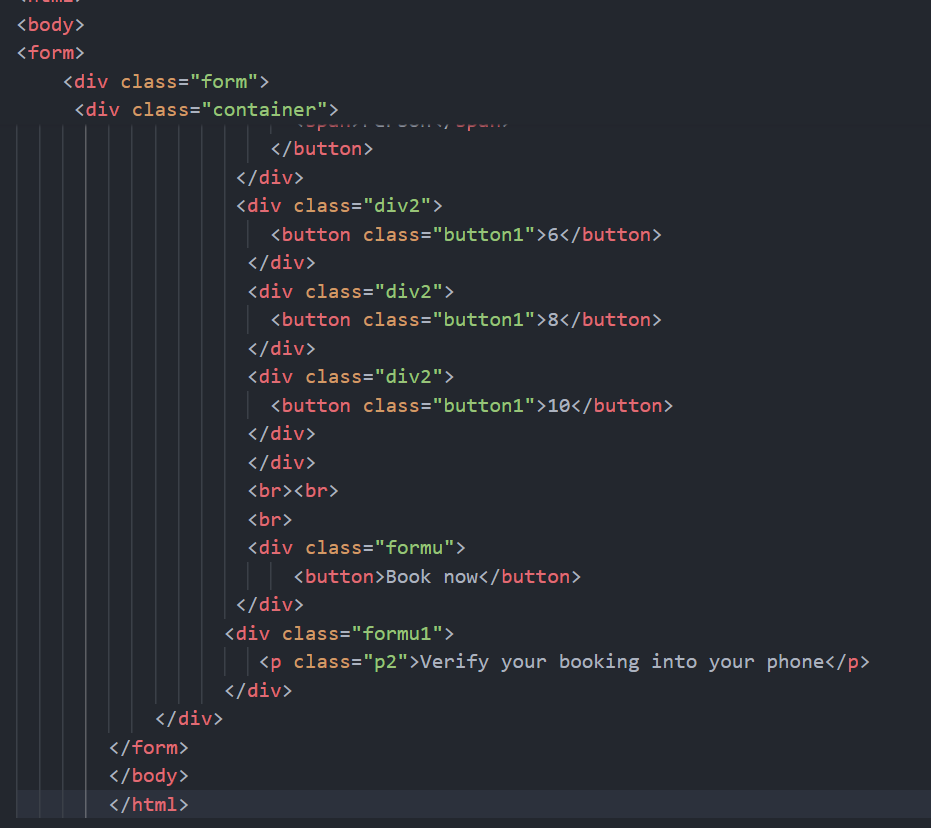 <body>
<form>
<div class="form">
<div class="container">
</button>
</div>
<div class="div2">
<button class="button1">6</button>
</div>
<div class="div2">
<button class="button1">8</button>
</div>
<div class="div2">
<button class="button1">10</button>
</div>
</div>
<br><br>
<br>
<div class="formu">
<button>Book now</button>
</div>
<div class="formu1">
<p class="p2">Verify your booking into your phone</p>
</div>
</div>
</form>
</body>
</html>